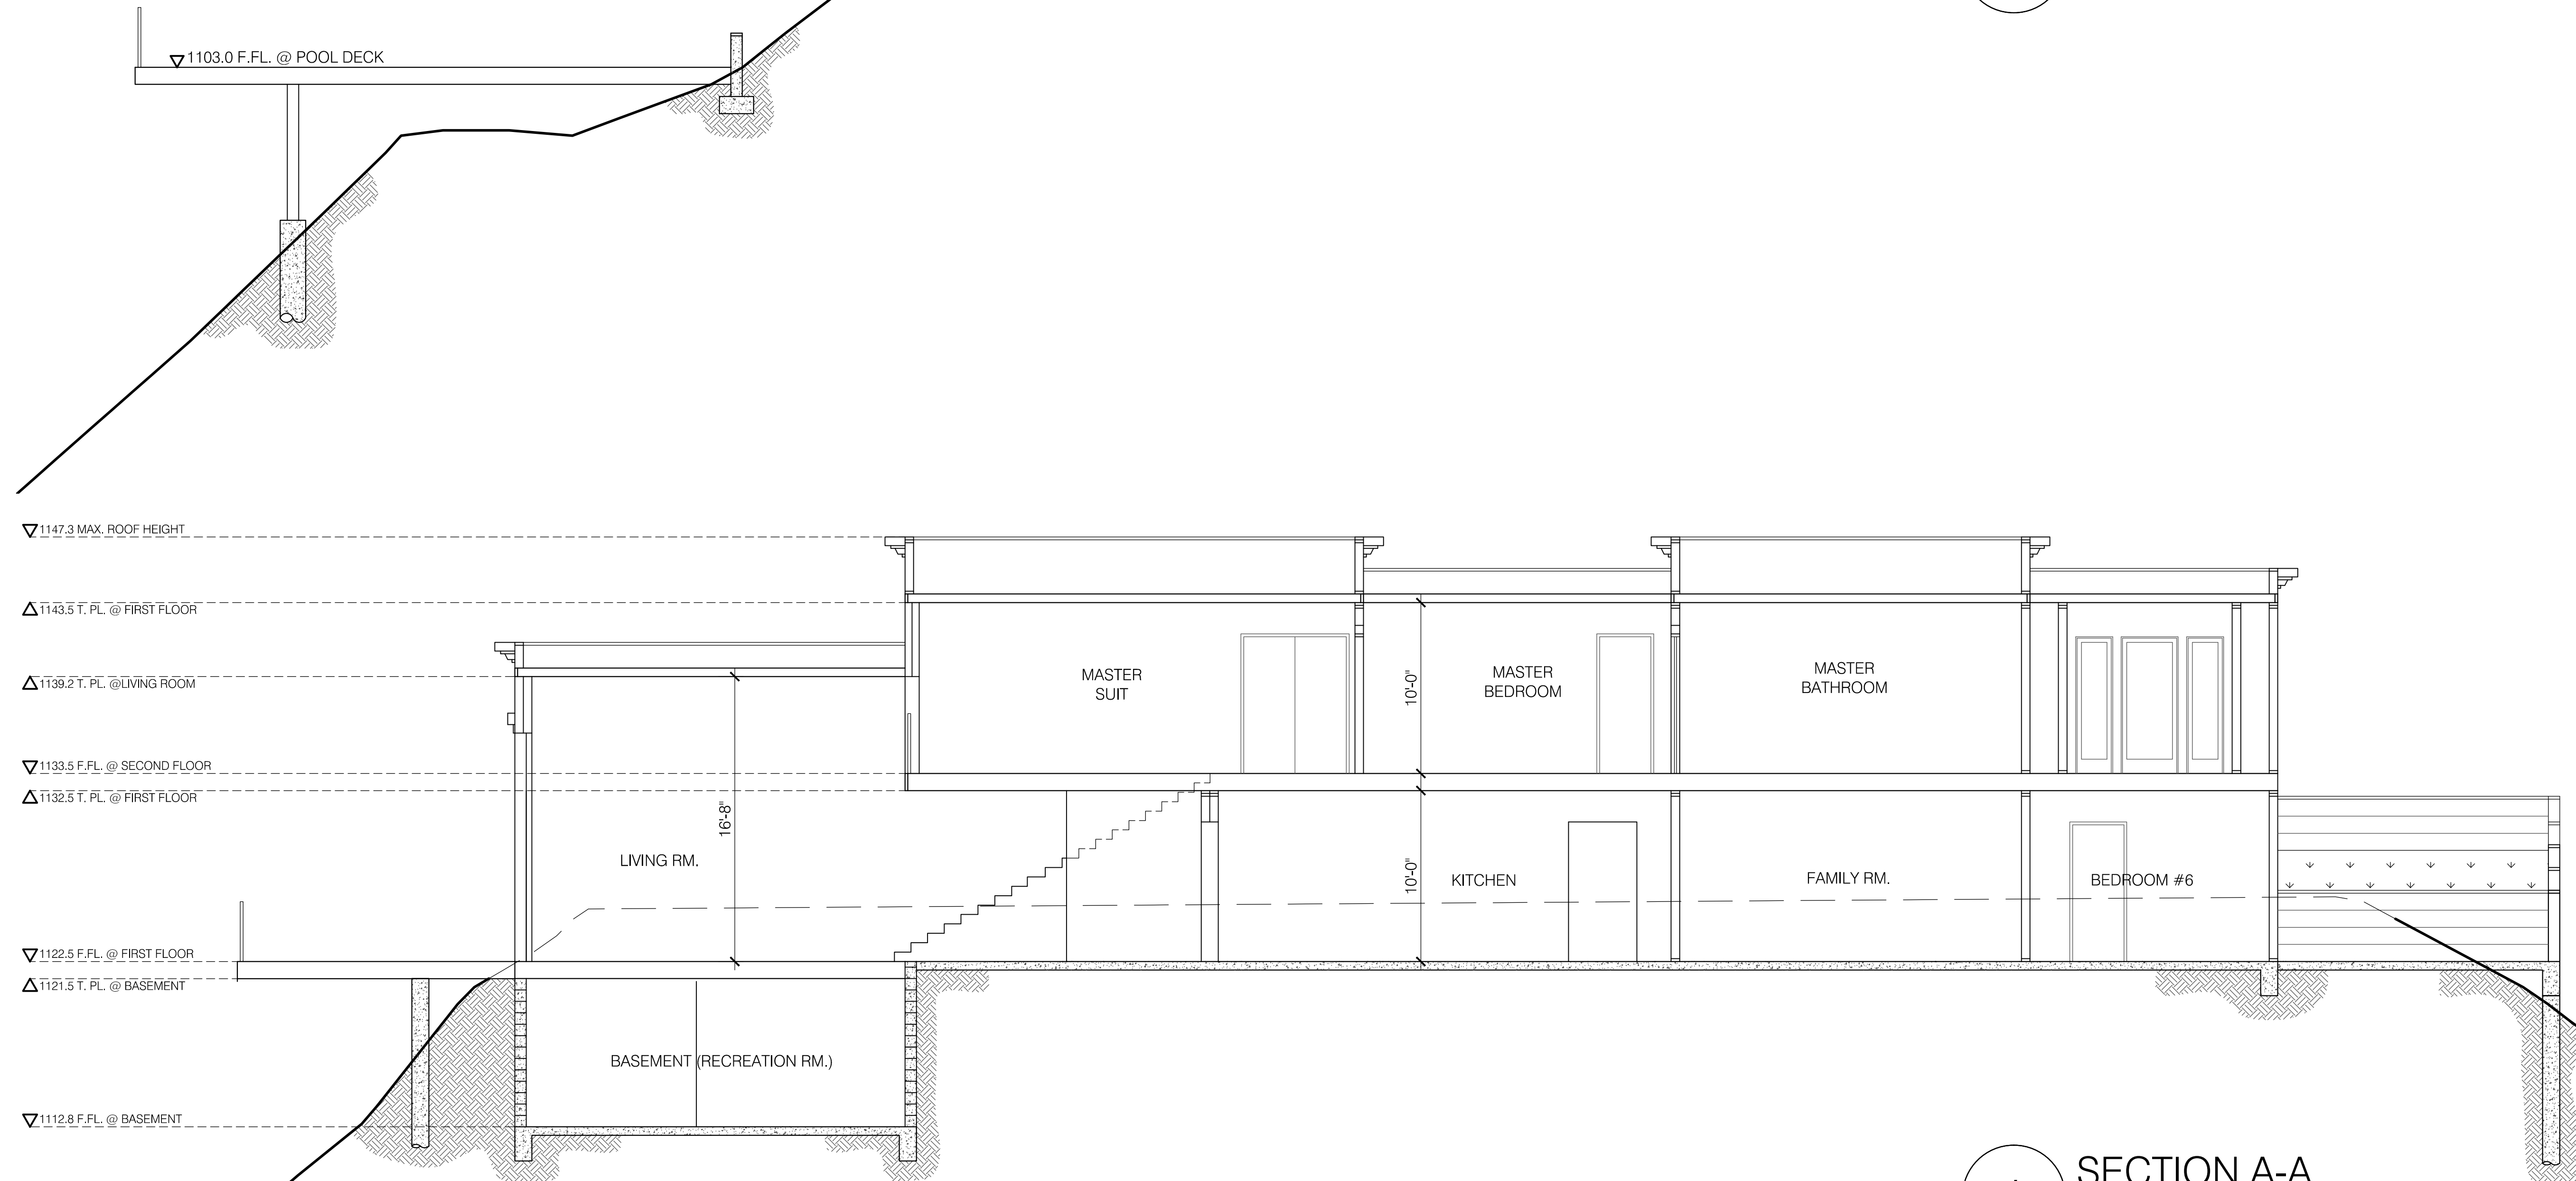 1103.0 F.FL. @ POOL DECK
1147.3 MAX. ROOF HEIGHT
1143.5 T. PL. @ FIRST FLOOR
1139.2 T. PL. @LIVING ROOM
1133.5 F.FL. @ SECOND FLOOR
1132.5 T. PL. @ FIRST FLOOR
1122.5 F.FL. @ FIRST FLOOR
1121.5 T. PL. @ BASEMENT
1112.8 F.FL. @ BASEMENT
MASTER
SUIT
10'-0"
MASTER
BEDROOM
MASTER
BATHROOM
16'-8"
LIVING RM.
10'-0"
KITCHEN
FAMILY RM.
BEDROOM #6
BASEMENT (RECREATION RM.)
SECTION A-A